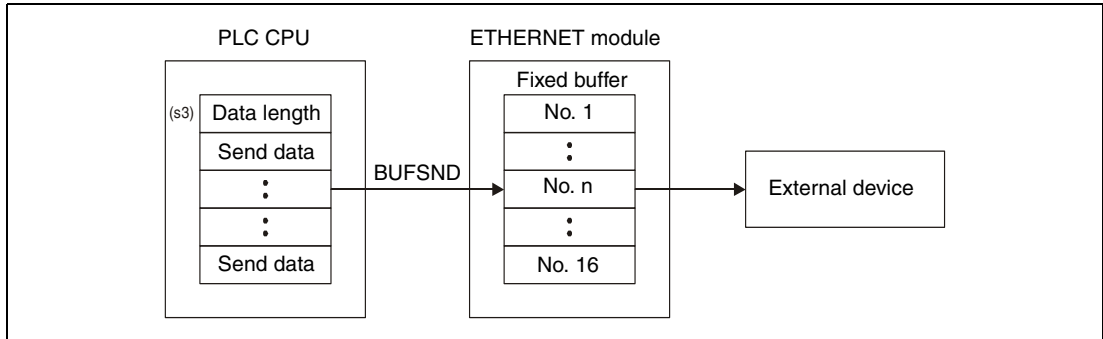 PLC CPU
ETHERNET module
Fixed buffer
(s3)
Data length
Send data
Send data
BUFSND
No. 1
No. n
No. 16
External device